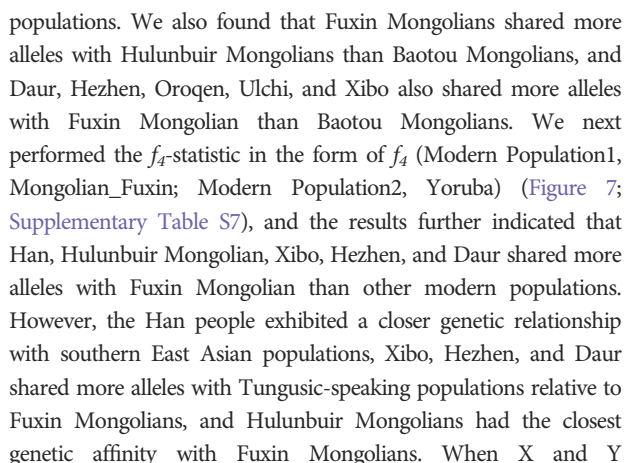 populations. We also found that Fuxin Mongolians shared more
alleles with Hulunbuir Mongolians than Baotou Mongolians, and
Daur, Hezhen, Oroqen, Ulchi, and Xibo also shared more alleles
with Fuxin Mongolian than Baotou Mongolians. We next
performed the f4-statistic in the form of f4 (Modern Population1,
Mongolian_Fuxin; Modern Population2, Yoruba) (Figure 7;
Supplementary Table S7), and the results further indicated that
Han, Hulunbuir Mongolian, Xibo, Hezhen, and Daur shared more
alleles with Fuxin Mongolian than other modern populations.
However, the Han people exhibited a closer genetic relationship
with southern East Asian populations, Xibo, Hezhen, and Daur
shared more alleles with Tungusic-speaking populations relative to
Fuxin Mongolians, and Hulunbuir Mongolians had the closest
genetic affinity with Fuxin Mongolians. When X and Y